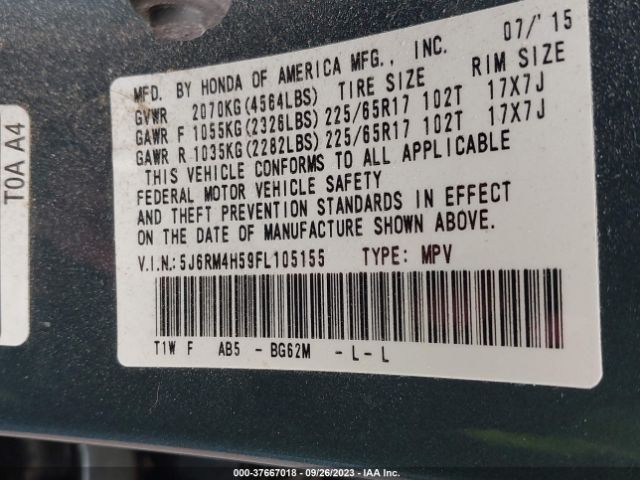 07/'15
MFD. BY HONDA OF AMERICA MFG., INC.
GVWR 2070KG(4564LBS) TIRE SIZE RIM SIZE
GAWR F 1055KG(2326LBS) 225/65R17 102T 17X7J
GAWR R 1035KG(2282LBS) 225/65R17 102T 17X7J
THIS VEHICLE CONFORMS TO ALL APPLICABLE
FEDERAL MOTOR VEHICLE SAFETY
AND THEFT PREVENTION STANDARDS IN EFFECT
ON THE DATE OF MANUFACTURE SHOWN ABOVE.
V.I.N.:5J6RM4H59FL105155 TYPE: MPV
T1W F AB5 - BG62M - L - L
T0A A4
000-37667018 - 09/26/2023 - IAA Inc.